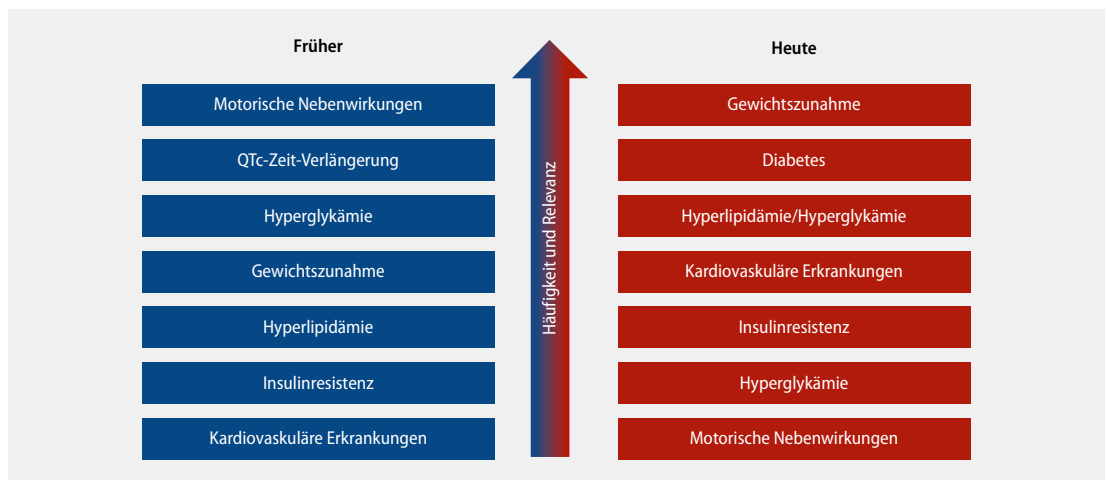 Früher
Motorische Nebenwirkungen
QTc-Zeit-Verlängerung
Hyperglykämie
Gewichtszunahme
Hyperlipidämie
Insulinresistenz
Kardiovaskuläre Erkrankungen
Häufigkeit und Relevanz
Heute
Gewichtszunahme
Diabetes
Hyperlipidämie/Hyperglykämie
Kardiovaskuläre Erkrankungen
Insulinresistenz
Hyperglykämie
Motorische Nebenwirkungen